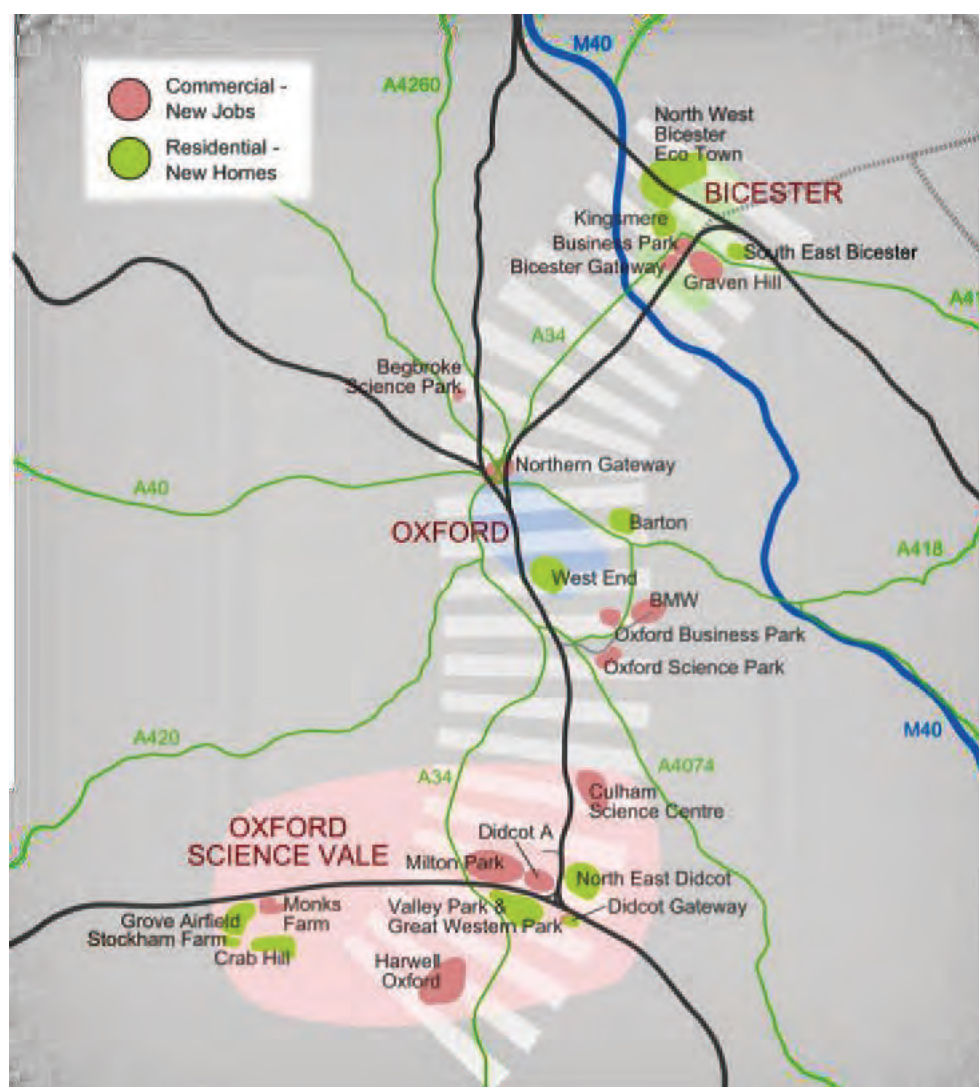 M40
A4260
Commercial -
New Jobs
Residential -
New Homes
North West
Bicester
Eco Town
BICESTER
Kingsmere
Business Park
South East Bicester
Bicester Gateway
Graven Hill
A41
A34
Begbroke
Science Park
Northern Gateway
A40
OXFORD
Barton
A418
West End
BMW
Oxford Business Park
Oxford Science Park
A420
M40
A34
A4074
Culham
Science Centre
OXFORD
SCIENCE VALE
Didcot A
Milton Park
North East Didcot
Monks
Farm
Valley Park &
Great Western Park
Didcot Gateway
Grove Airfield
Stockham Farm
Crab Hill
Harwell
Oxford